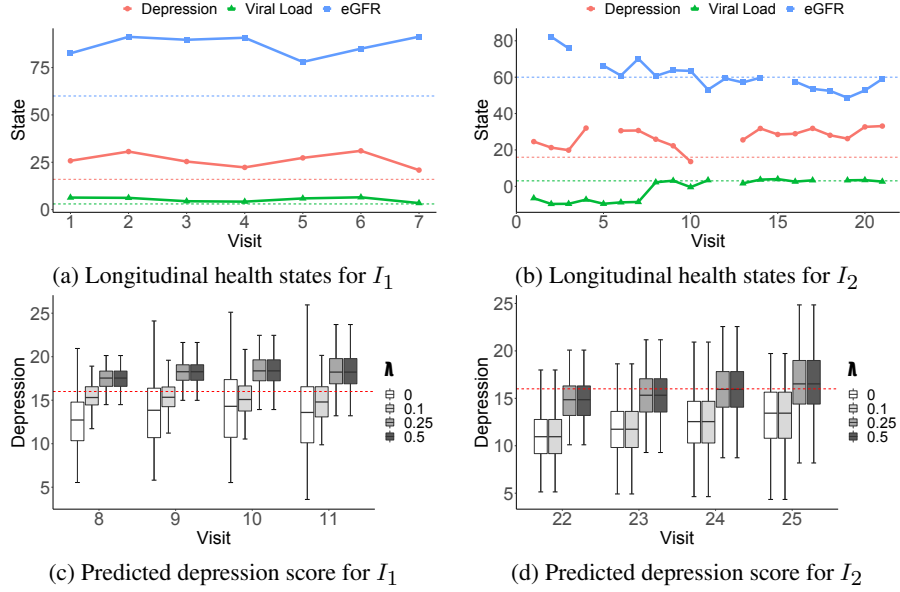 Depression Viral Load eGFR
Depression Viral Load eGFR
State
75
50
25
0
1 2 3 4 5 6 7
Visit
State
80
60
40
20
0
0 5 10 15 20
Visit
(a) Longitudinal health states for I1
(b) Longitudinal health states for I2
Depression
25
20
15
10
5
8 9 10 11
Visit
λ
0
0.1
0.25
0.5
Depression
25
20
15
10
5
22 23 24 25
Visit
λ
0
0.1
0.25
0.5
(c) Predicted depression score for I1
(d) Predicted depression score for I2